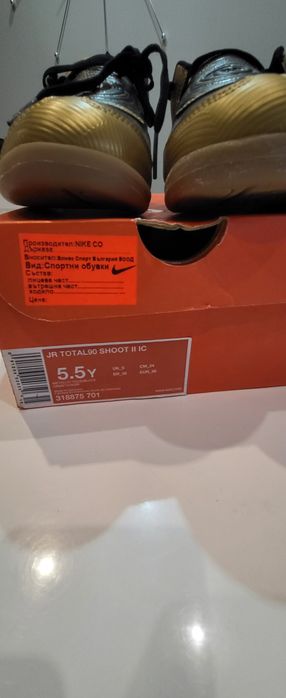 Производител: NIKE CO
Държава:
Вносител: Спорт България ЕООД
Вид: Спортни обувки
Състав:
лицева част
вътрешна част
ходило
Цена:
JR TOTAL90 SHOOT II IC
5.5Y
318875 701